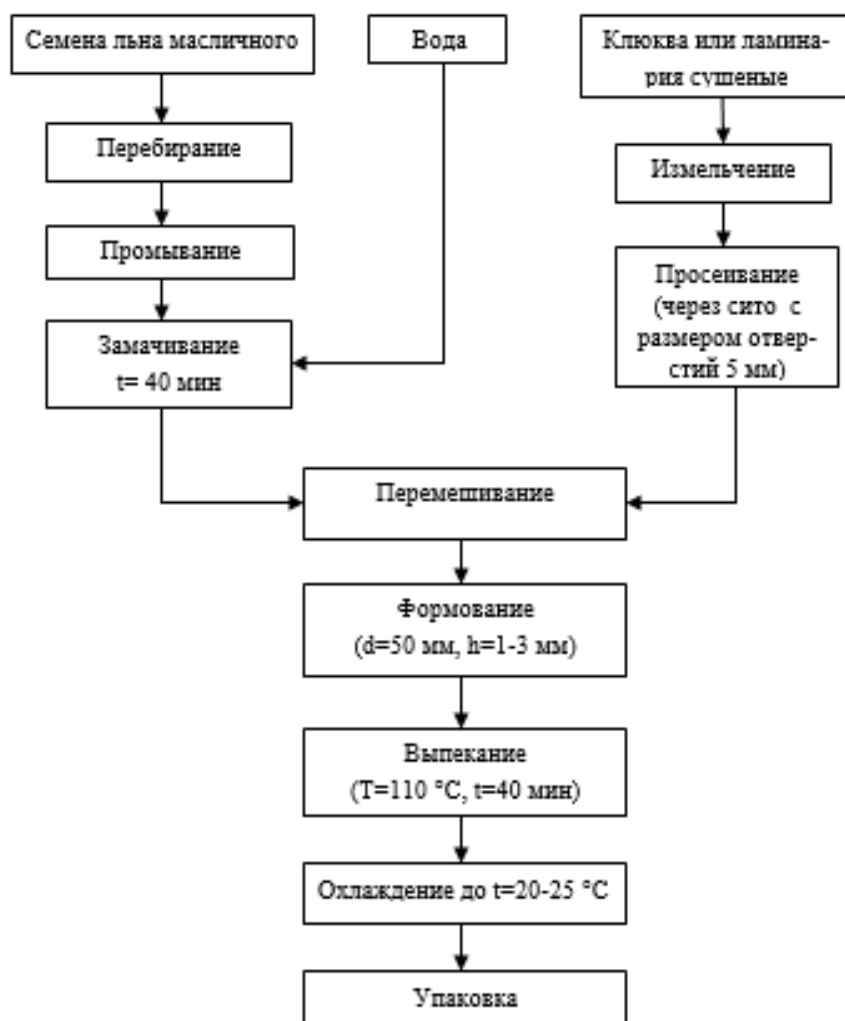 Семена льна масличного
Вода
Клюква или ламина-
рия сушеные
Перебирание
Измельчение
Промывание
Просеивание
(через сито с
размером отвер-
стий 5 мм)
Замачивание
t= 40 мин
Перемешивание
Формование
(d=50 мм, h=1-3 мм)
Выпекание
(T=110 °C, t=40 мин)
Охлаждение до t=20-25 °C
Упаковка